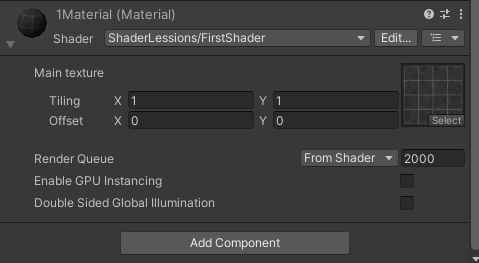 1Material (Material)
Shader ShaderLessions/FirstShader Edit...
Main texture
Tiling X 1 Y 1
Offset X 0 Y 0
Select
Render Queue From Shader 2000
Enable GPU Instancing
Double Sided Global Illumination
Add Component